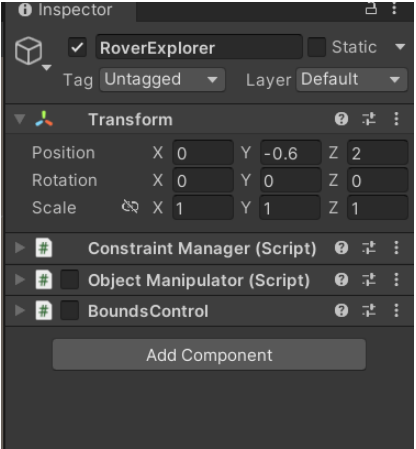 Inspector
RoverExplorer Static
Tag Untagged Layer Default
Transform
Position X 0 Y -0.6 Z 2
Rotation X 0 Y 0 Z 0
Scale X 1 Y 1 Z 1
# Constraint Manager (Script)
# Object Manipulator (Script)
# BoundsControl
Add Component